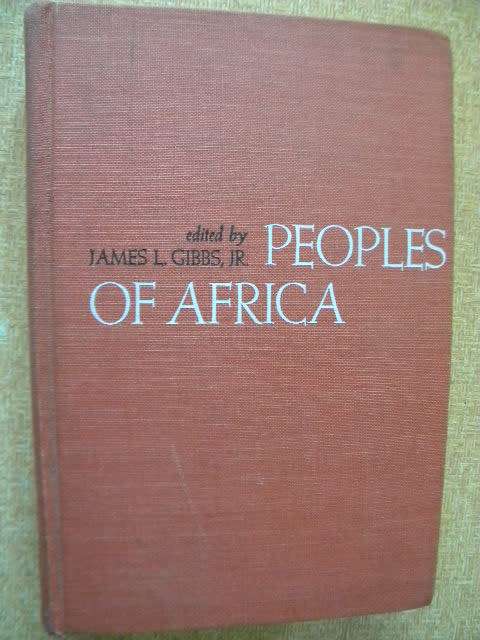 edited by
JAMES L. GIBBS, JR. PEOPLES
OF AFRICA